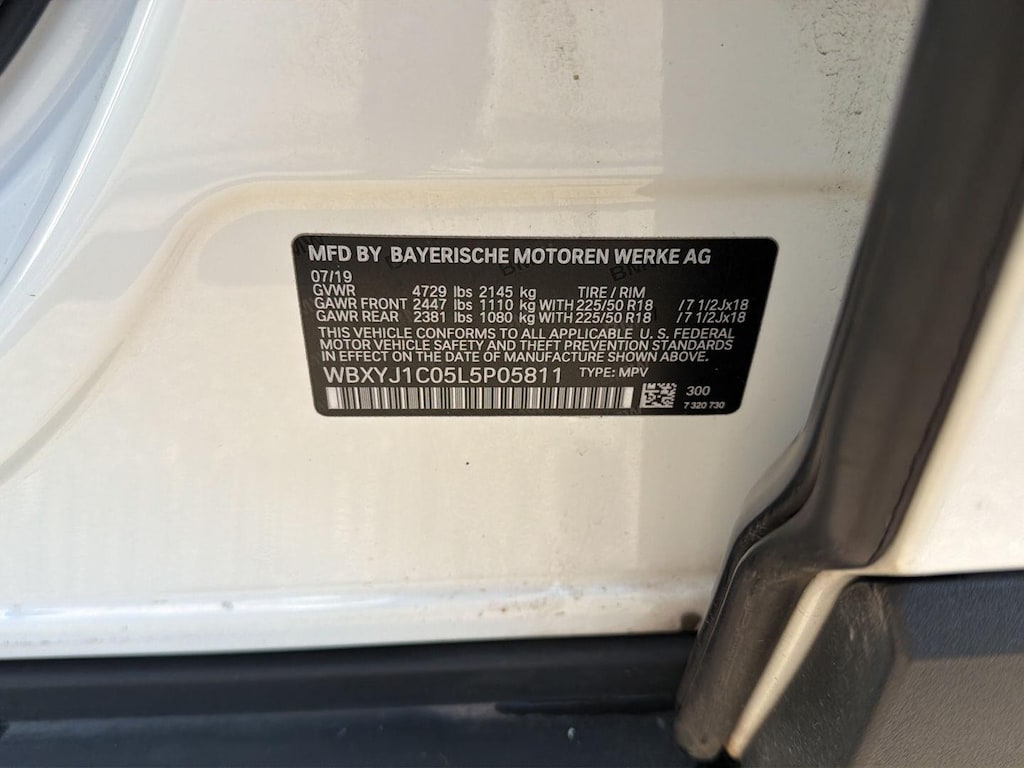 MFD BY BAYERISCHE MOTOREN WERKE AG
07/19
GVWR 4729 lbs 2145 kg TIRE / RIM
GAWR FRONT 2447 lbs 1110 kg WITH 225/50 R18 / 7 1/2Jx18
GAWR REAR 2381 lbs 1080 kg WITH 225/50 R18 / 7 1/2Jx18
THIS VEHICLE CONFORMS TO ALL APPLICABLE U. S. FEDERAL
MOTOR VEHICLE SAFETY AND THEFT PREVENTION STANDARDS
IN EFFECT ON THE DATE OF MANUFACTURE SHOWN ABOVE.
WBXYJ1C05L5P05811 TYPE: MPV
300
7 320 730